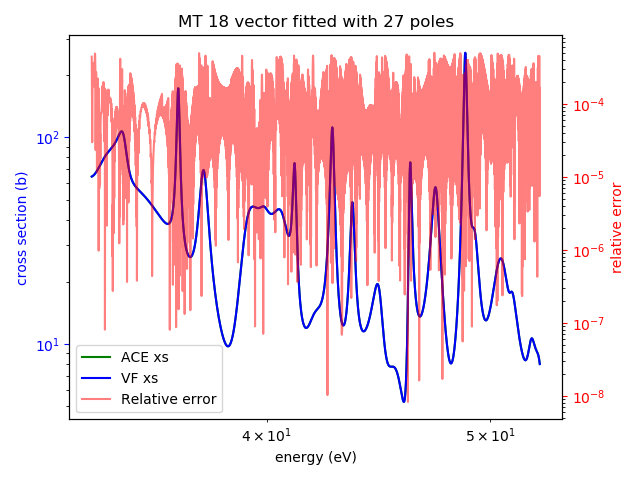 MT 18 vector fitted with 27 poles
cross section (b)
10²
10¹
ACE xs
VF xs
Relative error
4 × 10¹
5 × 10¹
energy (eV)
10⁻⁴
10⁻⁵
10⁻⁶
10⁻⁷
10⁻⁸
relative error